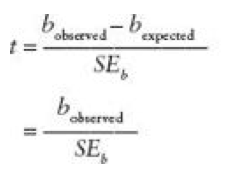 t = (b_observed − b_expected) / SE_b
= b_observed / SE_b